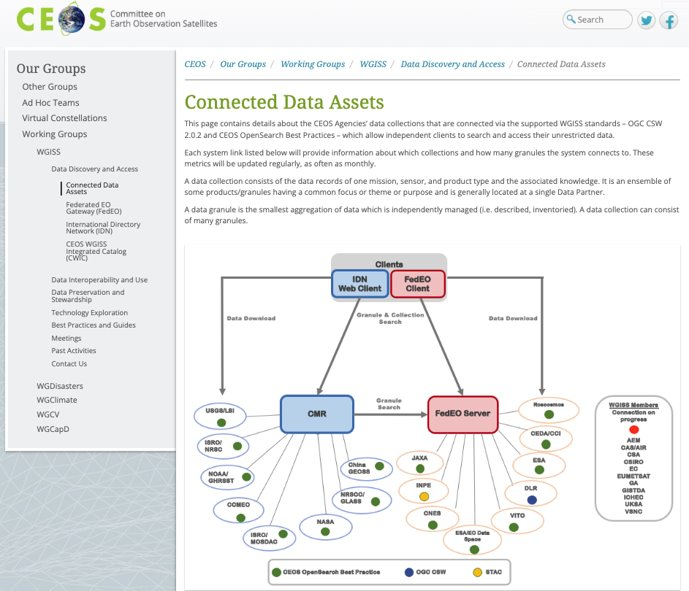 CEOS
Committee on
Earth Observation Satellites
Search
Our Groups
Other Groups
Ad Hoc Teams
Virtual Constellations
Working Groups
WGISS
Data Discovery and Access
Connected Data
Assets
Federated EO
Gateway (FedEO)
International Directory
Network (IDN)
CEOS WGISS
Integrated Catalog
(CWIC)
Data Interoperability and Use
Data Preservation and
Stewardship
Technology Exploration
Best Practices and Guides
Meetings
Past Activities
Contact Us
WGDisasters
WGClimate
WGCV
WGCapD
CEOS / Our Groups / Working Groups / WGISS / Data Discovery and Access / Connected Data Assets
Connected Data Assets
This page contains details about the CEOS Agencies' data collections that are connected via the supported WGISS standards – OGC CSW
2.0.2 and CEOS OpenSearch Best Practices – which allow independent clients to search and access their unrestricted data.
Each system link listed below will provide information about which collections and how many granules the system connects to. These
metrics will be updated regularly, as often as monthly.
A data collection consists of the data records of one mission, sensor, and product type and the associated knowledge. It is an ensemble of
some products/granules having a common focus or theme or purpose and is generally located at a single Data Partner.
A data granule is the smallest aggregation of data which is independently managed (i.e. described, inventoried). A data collection can consist
of many granules.
Clients
IDN
Web Client
FedEO
Client
Data Download
Granule & Collection
Search
Data Download
CMR
Granule
Search
FedEO Server
USGS/LSI
ISRO/
NRSC
NOAA/
GHRSST
CCMEO
ISRO/
MOSDAC
NASA
NRSCC/
GLASS
China
GEOSS
JAXA
INPE
CNES
ESA/EO Data
Space
VITO
DLR
ESA
CEDA/CCI
Roscosmos
WGISS Members
Connection on
progress
AEM
CAS/AIR
CSA
CSIRO
EC
EUMETSAT
GA
GISTDA
ICHEC
UKSA
VSNC
CEOS OpenSearch Best Practice
OGC CSW
STAC